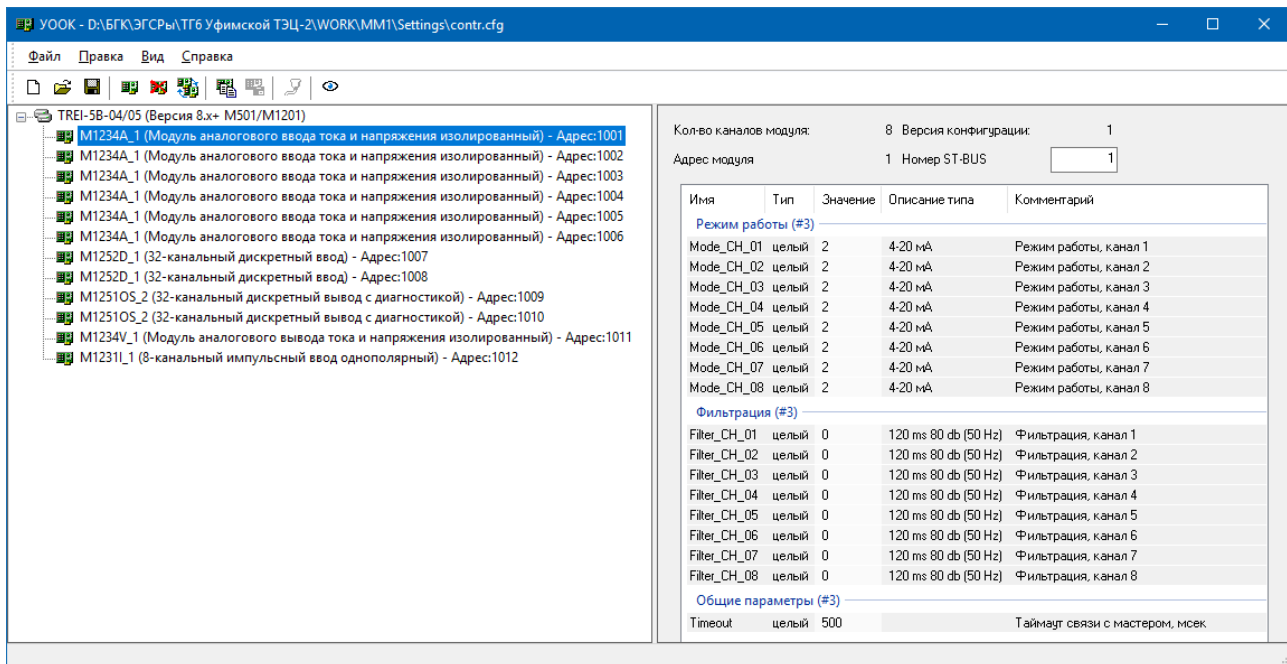 УООК - D:\БГК\ЭГСРы\ТГ6 Уфимской ТЭЦ-2\WORK\MM1\Settings\contr.cfg
Файл Правка Вид Справка
TREI-5B-04/05 (Версия 8.x+ M501/M1201)
M1234A_1 (Модуль аналогового ввода тока и напряжения изолированный) - Адрес:1001
M1234A_1 (Модуль аналогового ввода тока и напряжения изолированный) - Адрес:1002
M1234A_1 (Модуль аналогового ввода тока и напряжения изолированный) - Адрес:1003
M1234A_1 (Модуль аналогового ввода тока и напряжения изолированный) - Адрес:1004
M1234A_1 (Модуль аналогового ввода тока и напряжения изолированный) - Адрес:1005
M1234A_1 (Модуль аналогового ввода тока и напряжения изолированный) - Адрес:1006
M1252D_1 (32-канальный дискретный ввод) - Адрес:1007
M1252D_1 (32-канальный дискретный ввод) - Адрес:1008
M1251OS_2 (32-канальный дискретный вывод с диагностикой) - Адрес:1009
M1251OS_2 (32-канальный дискретный вывод с диагностикой) - Адрес:1010
M1234V_1 (Модуль аналогового вывода тока и напряжения изолированный) - Адрес:1011
M1231I_1 (8-канальный импульсный ввод однополярный) - Адрес:1012
Кол-во каналов модуля: 8 Версия конфигурации: 1
Адрес модуля 1 Номер ST-BUS 1
Имя Тип Значение Описание типа Комментарий
Режим работы (#3)
Mode_CH_01 целый 2 4-20 мА Режим работы, канал 1
Mode_CH_02 целый 2 4-20 мА Режим работы, канал 2
Mode_CH_03 целый 2 4-20 мА Режим работы, канал 3
Mode_CH_04 целый 2 4-20 мА Режим работы, канал 4
Mode_CH_05 целый 2 4-20 мА Режим работы, канал 5
Mode_CH_06 целый 2 4-20 мА Режим работы, канал 6
Mode_CH_07 целый 2 4-20 мА Режим работы, канал 7
Mode_CH_08 целый 2 4-20 мА Режим работы, канал 8
Фильтрация (#3)
Filter_CH_01 целый 0 120 ms 80 db (50 Hz) Фильтрация, канал 1
Filter_CH_02 целый 0 120 ms 80 db (50 Hz) Фильтрация, канал 2
Filter_CH_03 целый 0 120 ms 80 db (50 Hz) Фильтрация, канал 3
Filter_CH_04 целый 0 120 ms 80 db (50 Hz) Фильтрация, канал 4
Filter_CH_05 целый 0 120 ms 80 db (50 Hz) Фильтрация, канал 5
Filter_CH_06 целый 0 120 ms 80 db (50 Hz) Фильтрация, канал 6
Filter_CH_07 целый 0 120 ms 80 db (50 Hz) Фильтрация, канал 7
Filter_CH_08 целый 0 120 ms 80 db (50 Hz) Фильтрация, канал 8
Общие параметры (#3)
Timeout целый 500 Таймаут связи с мастером, мсек